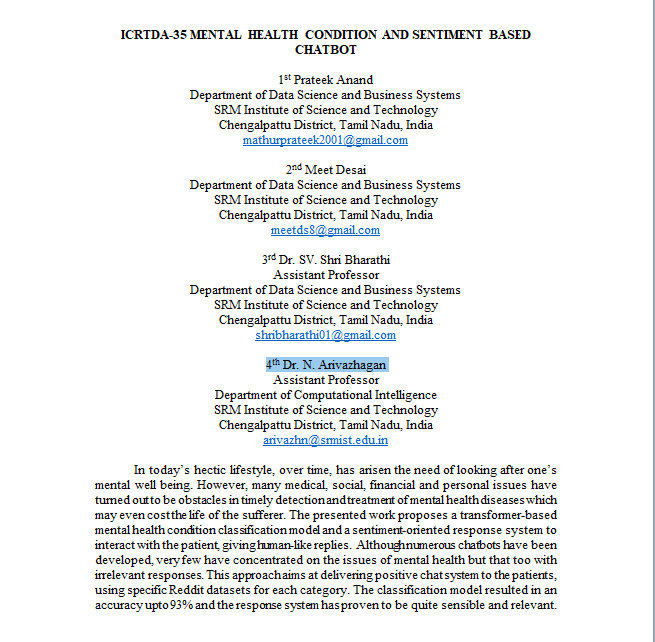 ICRTDA-35 MENTAL HEALTH CONDITION AND SENTIMENT BASED
CHATBOT
1st Prateek Anand
Department of Data Science and Business Systems
SRM Institute of Science and Technology
Chengalpattu District, Tamil Nadu, India
mathurprateek2001@gmail.com
2nd Meet Desai
Department of Data Science and Business Systems
SRM Institute of Science and Technology
Chengalpattu District, Tamil Nadu, India
meetds8@gmail.com
3rd Dr. SV. Shri Bharathi
Assistant Professor
Department of Data Science and Business Systems
SRM Institute of Science and Technology
Chengalpattu District, Tamil Nadu, India
shribharathi01@gmail.com
4th Dr. N. Arivazhagan
Assistant Professor
Department of Computational Intelligence
SRM Institute of Science and Technology
Chengalpattu District, Tamil Nadu, India
arivazhn@srmist.edu.in
In today's hectic lifestyle, over time, has arisen the need of looking after one's
mental well being. However, many medical, social, financial and personal issues have
turned out to be obstacles in timely detection and treatment of mental health diseases which
may even cost the life of the sufferer. The presented work proposes a transformer-based
mental health condition classification model and a sentiment-oriented response system to
interact with the patient, giving human-like replies. Although numerous chatbots have been
developed, very few have concentrated on the issues of mental health but that too with
irrelevant responses. This approach aims at delivering positive chat system to the patients,
using specific Reddit datasets for each category. The classification model resulted in an
accuracy upto 93% and the response system has proven to be quite sensible and relevant.